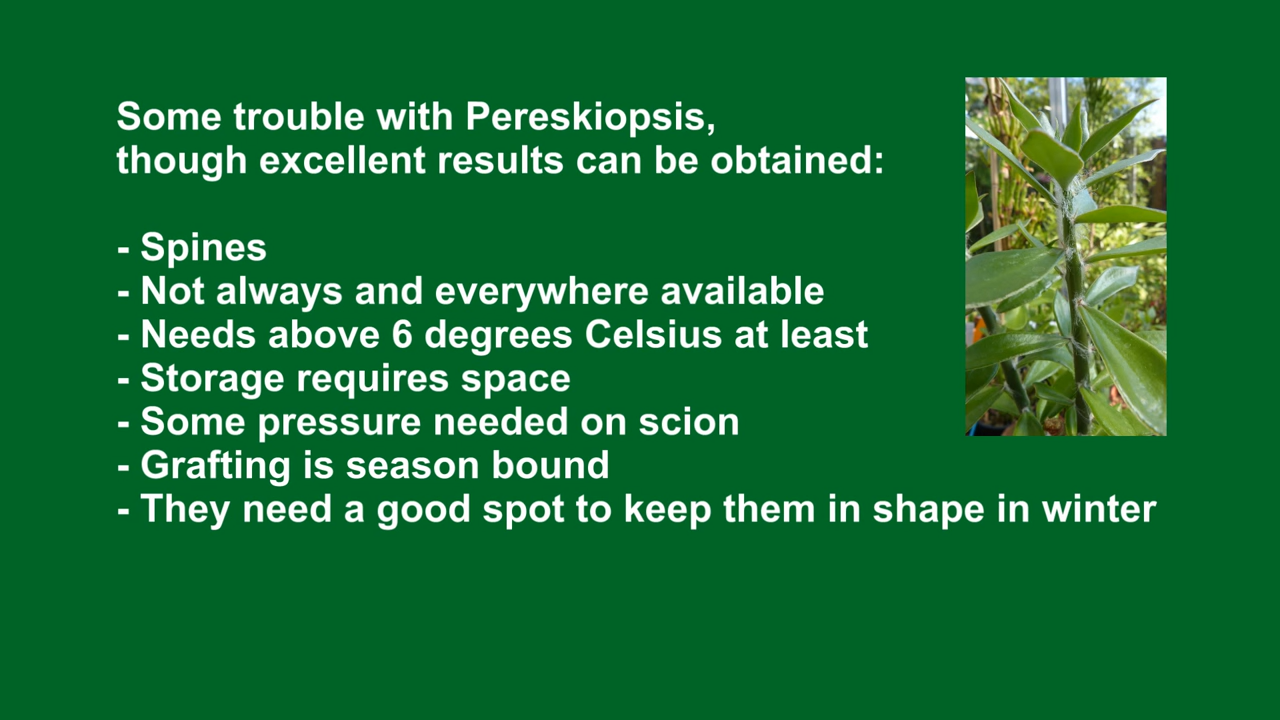 Some trouble with Pereskiopsis,
though excellent results can be obtained:
- Spines
- Not always and everywhere available
- Needs above 6 degrees Celsius at least
- Storage requires space
- Some pressure needed on scion
- Grafting is season bound
- They need a good spot to keep them in shape in winter